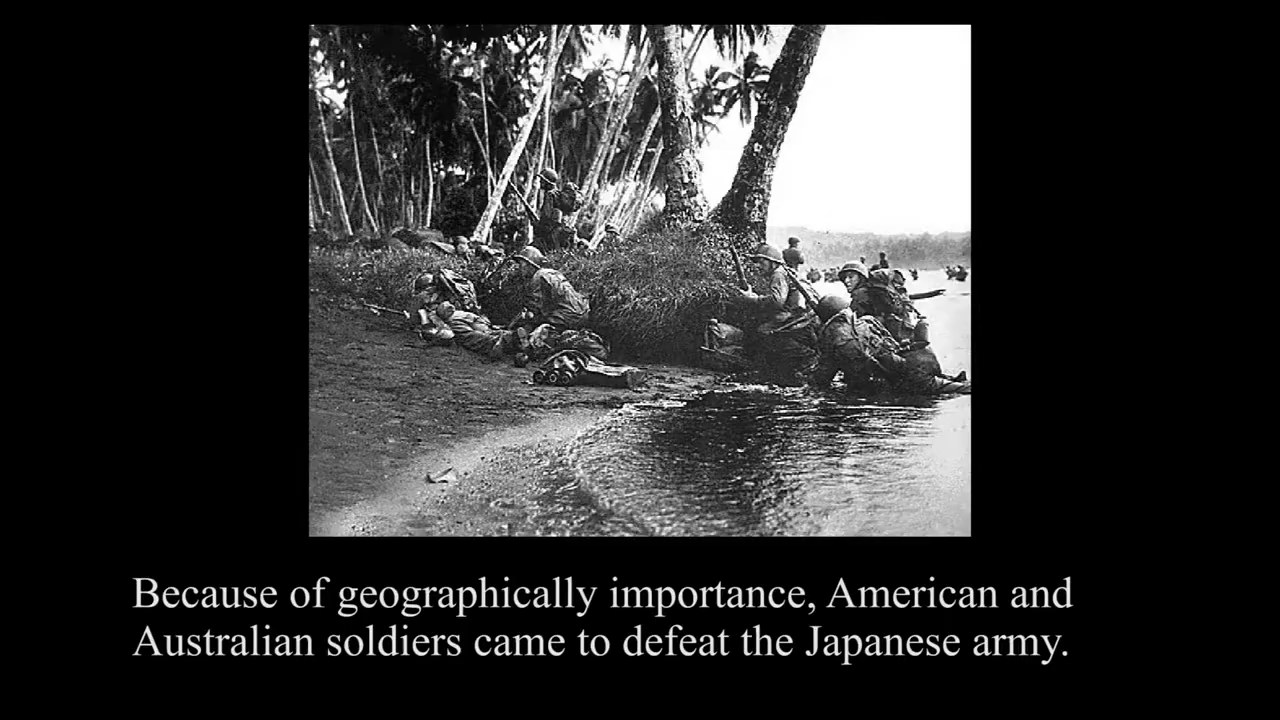 Because of geographically importance, American and
Australian soldiers came to defeat the Japanese army.